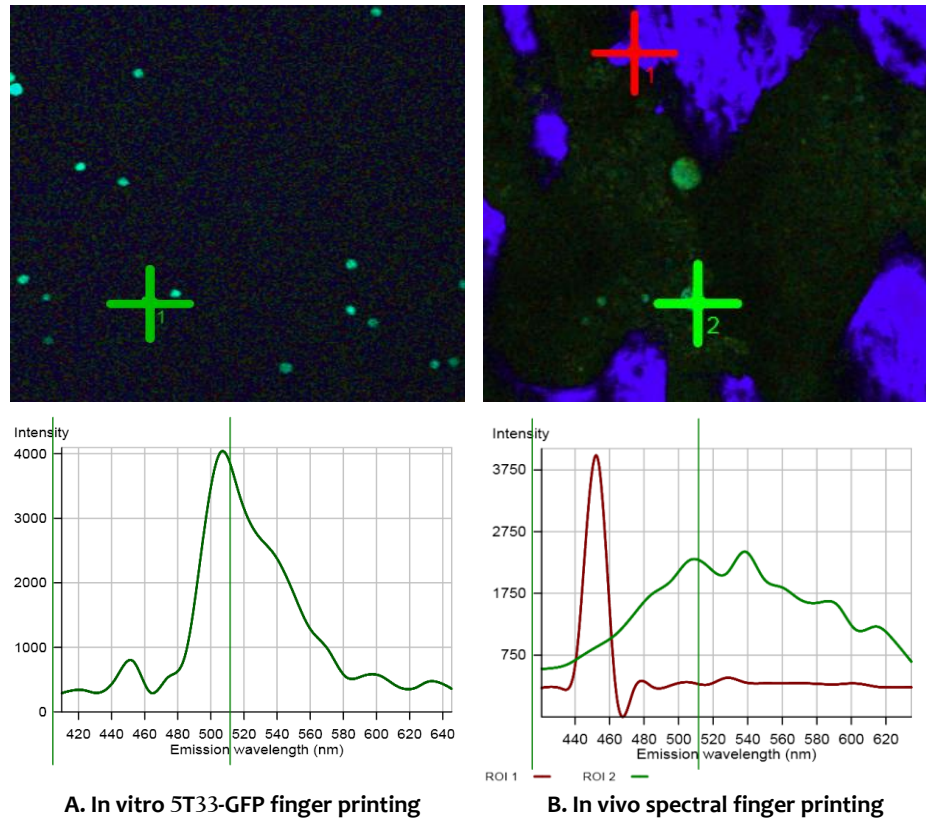 1
1
2
Intensity
4000
3000
2000
1000
0
420 440 460 480 500 520 540 560 580 600 620 640
Emission wavelength (nm)
Intensity
3750
2750
1750
750
440 460 480 500 520 540 560 580 600 620
Emission wavelength (nm)
ROI 1 ROI 2
A. In vitro 5T33-GFP finger printing
B. In vivo spectral finger printing